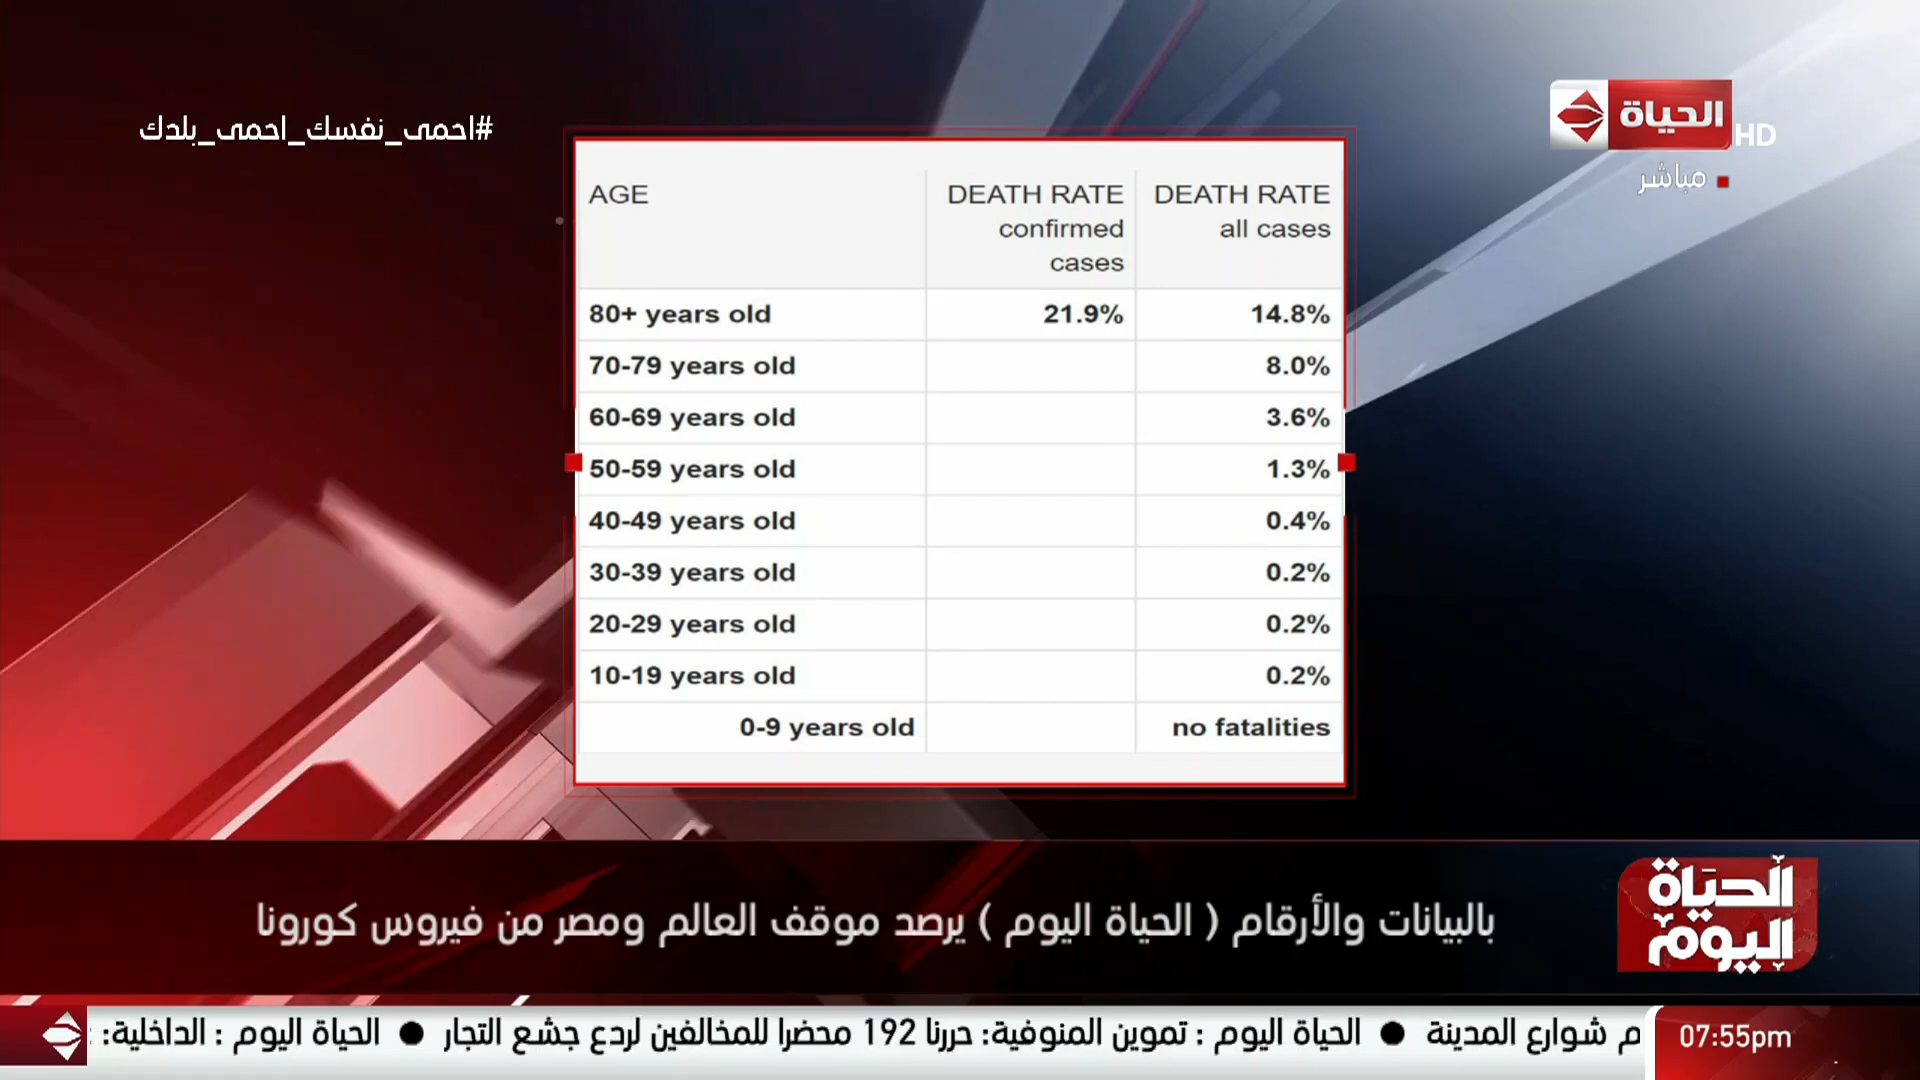 #احمى_نفسك_احمى_بلدك
الحياة HD
مباشر
AGE DEATH RATE confirmed cases DEATH RATE all cases
80+ years old 21.9% 14.8%
70-79 years old 8.0%
60-69 years old 3.6%
50-59 years old 1.3%
40-49 years old 0.4%
30-39 years old 0.2%
20-29 years old 0.2%
10-19 years old 0.2%
0-9 years old no fatalities
بالبيانات والأرقام ( الحياة اليوم ) يرصد موقف العالم ومصر من فيروس كورونا
الحياة
اليوم
م شوارع المدينة ● الحياة اليوم : تموين المنوفية: حررنا 192 محضرا للمخالفين لردع جشع التجار ● الحياة اليوم : الداخلية:
07:55pm